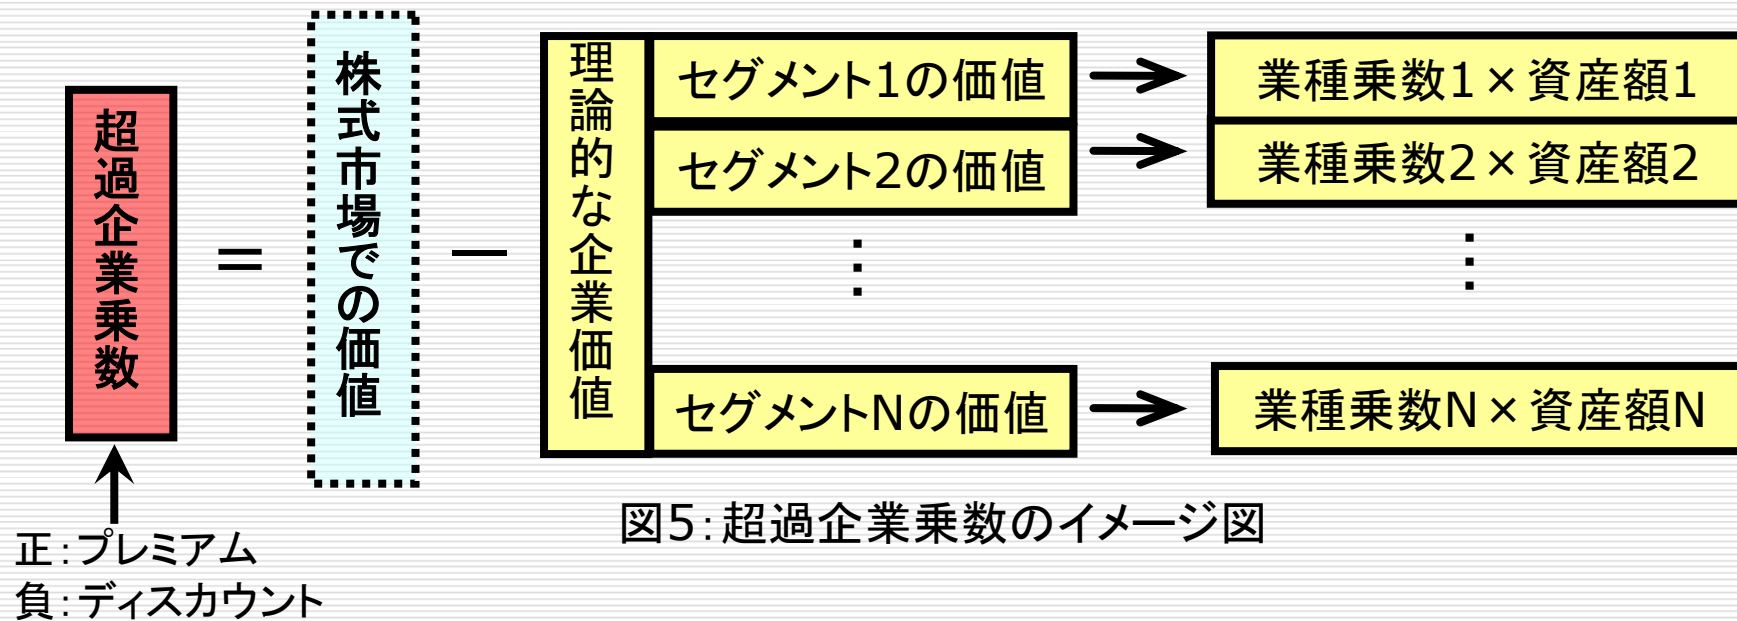 超過企業乗数
＝
株式市場での価値
－
理論的な企業価値
セグメント1の価値
→
業種乗数1×資産額1
セグメント2の価値
→
業種乗数2×資産額2
⋮
⋮
セグメントNの価値
→
業種乗数N×資産額N
図5：超過企業乗数のイメージ図
正：プレミアム
負：ディスカウント